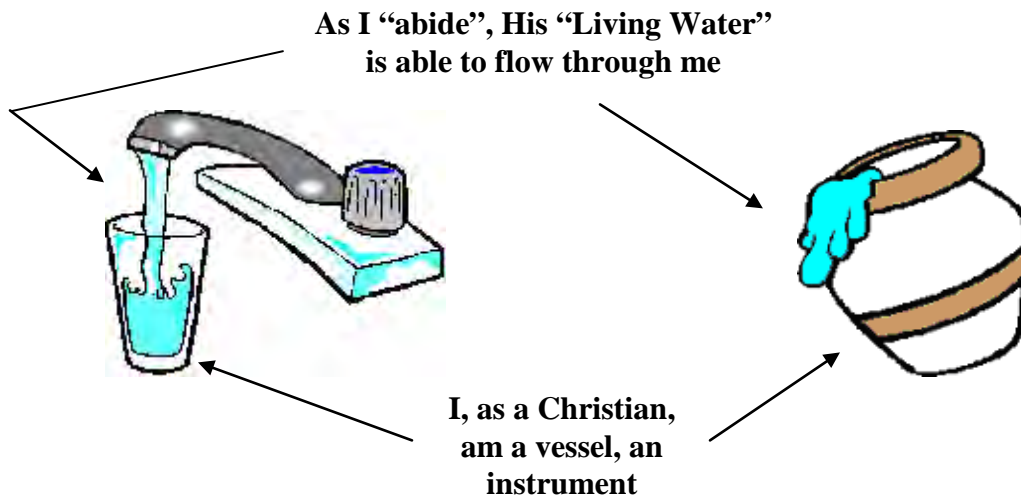 As I “abide”, His “Living Water”
is able to flow through me
I, as a Christian,
am a vessel, an
instrument